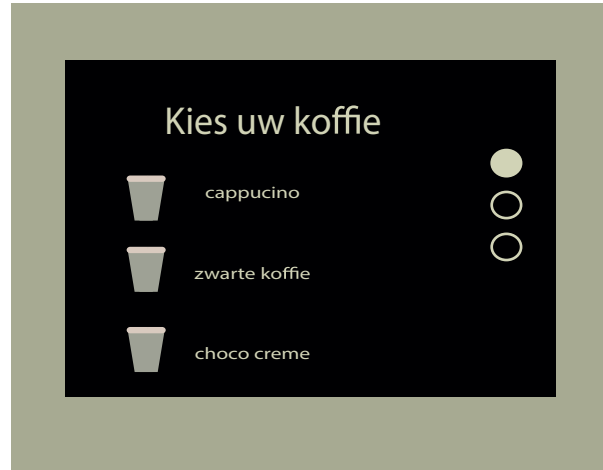 Kies uw koffie
cappucino
zwarte koffie
choco creme